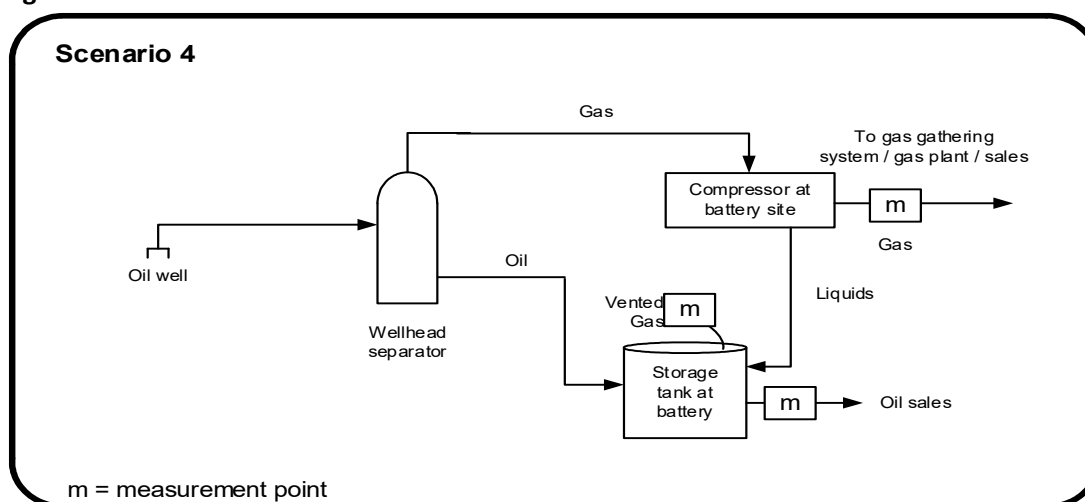 Scenario 4
Gas
To gas gathering
system / gas plant / sales
Compressor at
battery site
m
Gas
Oil well
Oil
Liquids
Vented
Gas
m
Wellhead
separator
Storage
tank at
battery
m
Oil sales
m = measurement point